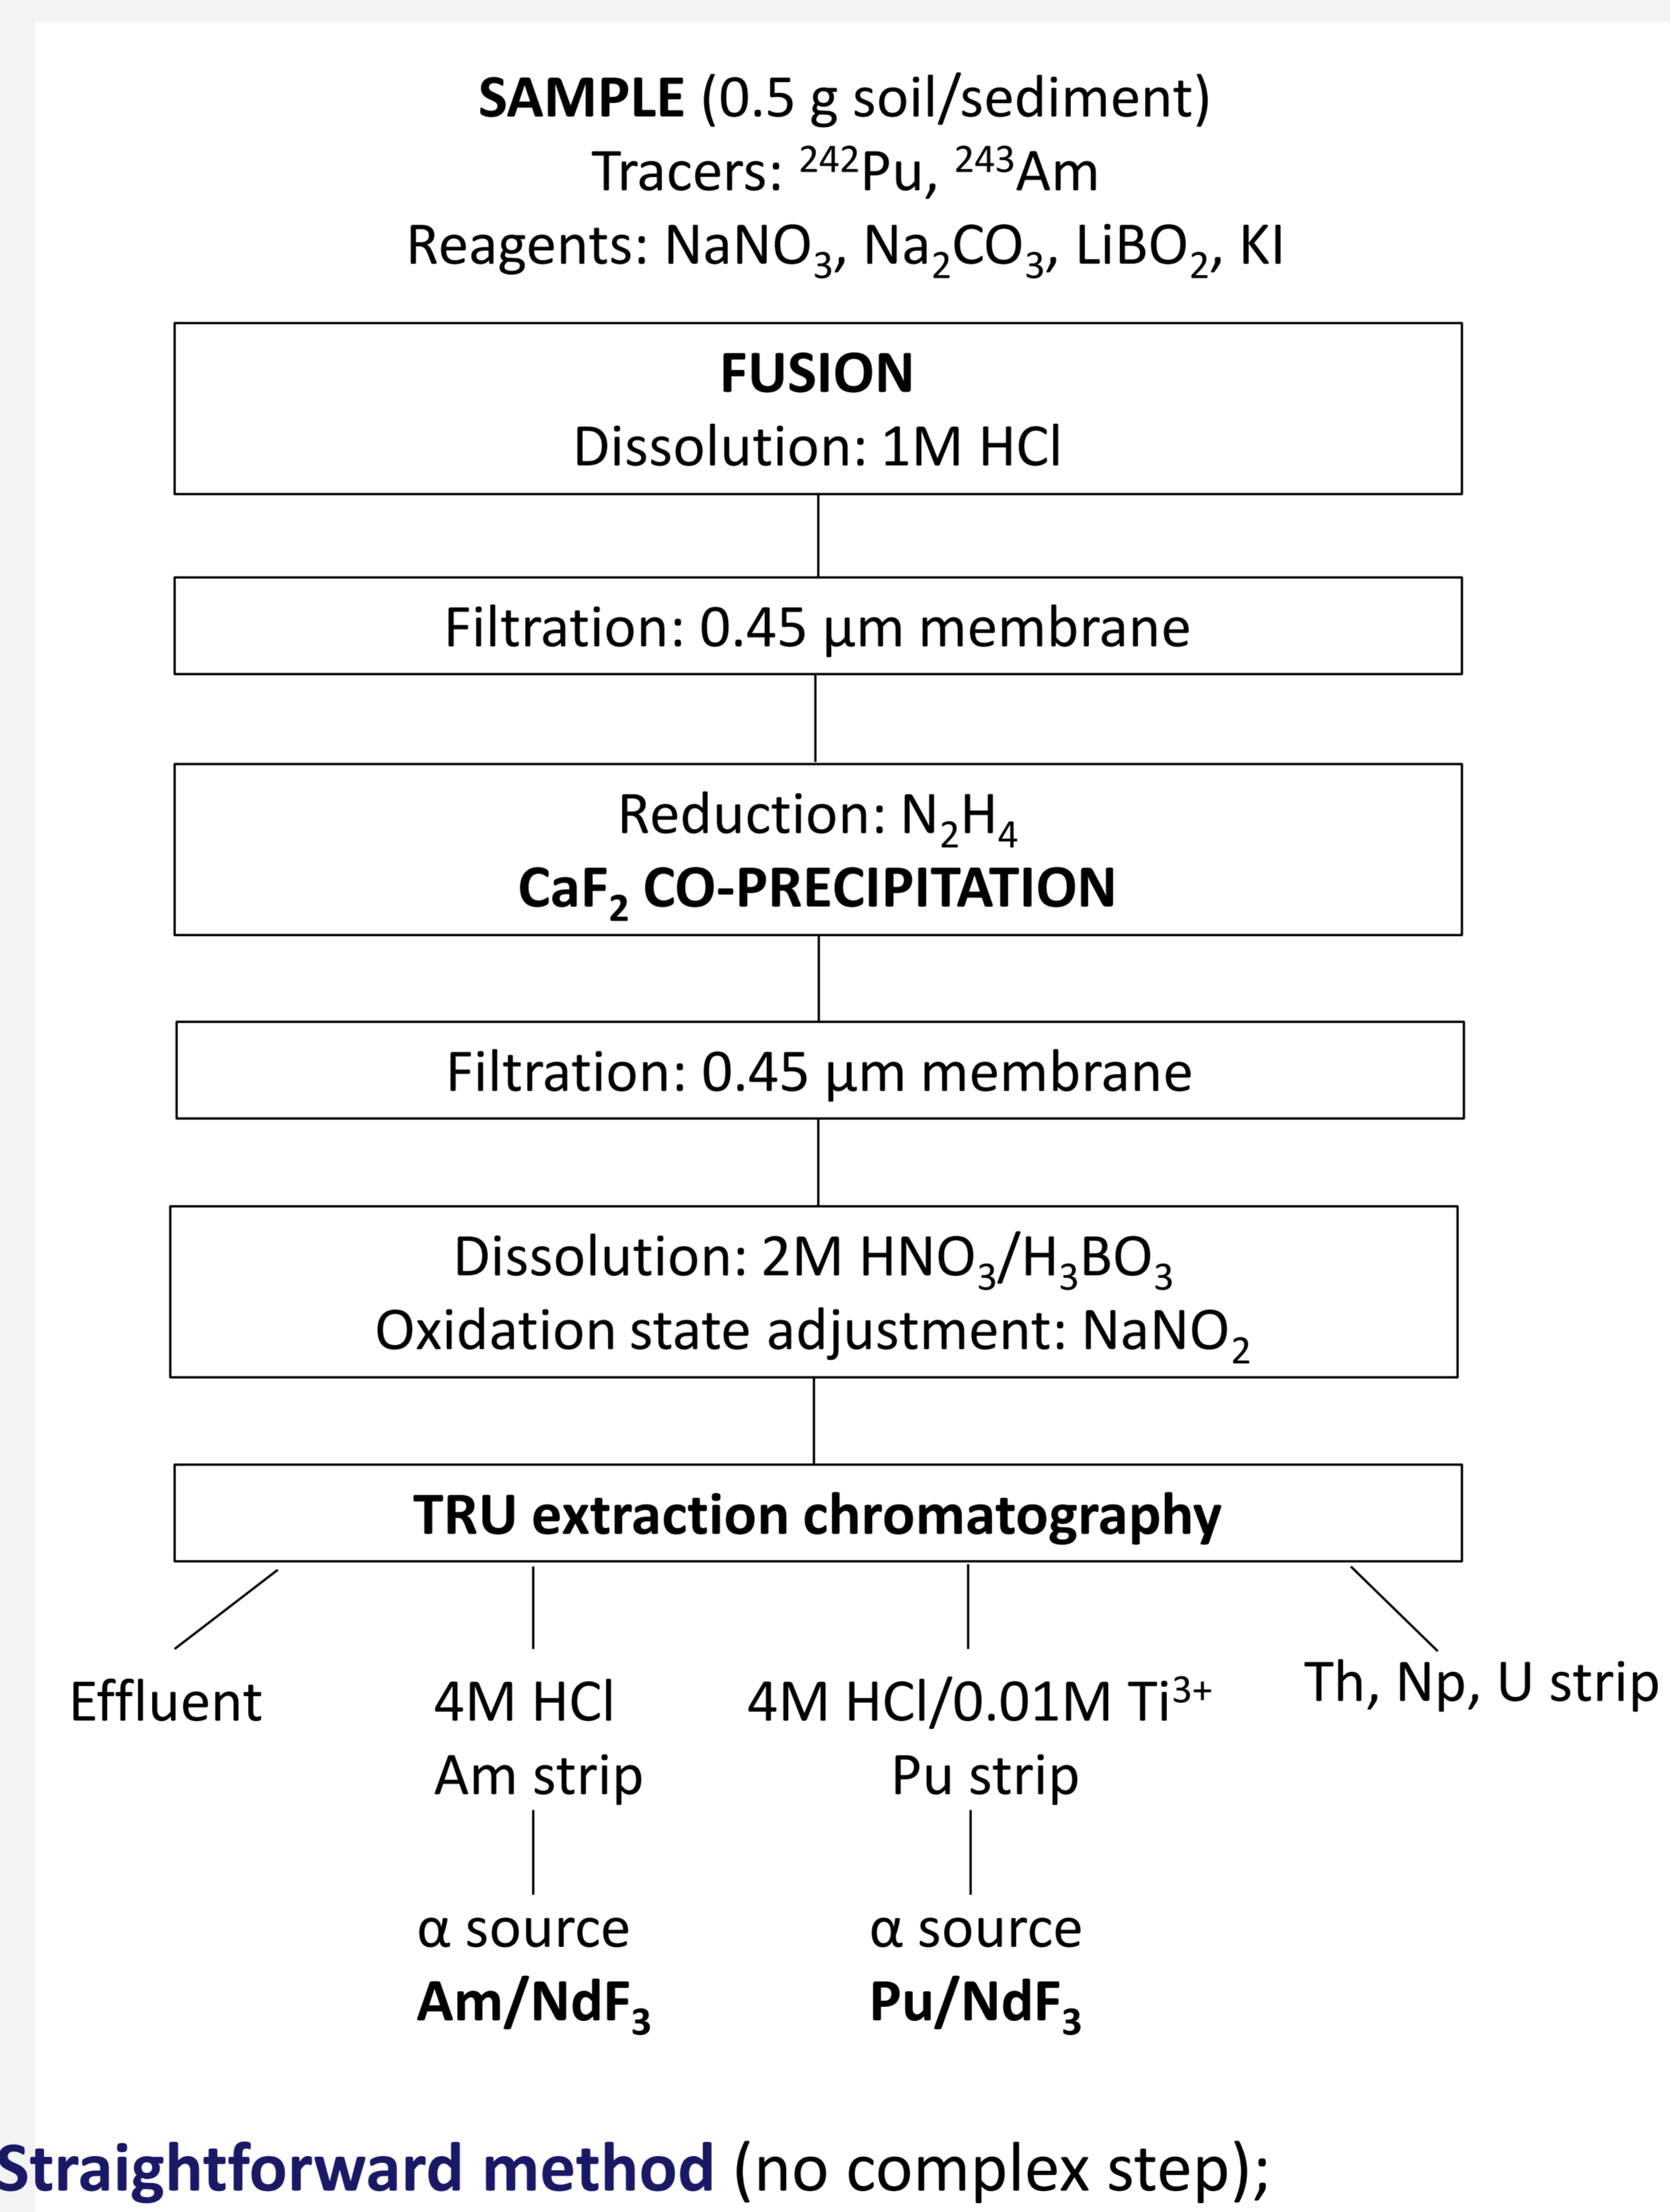 SAMPLE (0.5 g soil/sediment)
Tracers: ²⁴²Pu, ²⁴³Am
Reagents: NaNO₃, Na₂CO₃, LiBO₂, KI
FUSION
Dissolution: 1M HCl
Filtration: 0.45 µm membrane
Reduction: N₂H₄
CaF₂ CO-PRECIPITATION
Filtration: 0.45 µm membrane
Dissolution: 2M HNO₃/H₃BO₃
Oxidation state adjustment: NaNO₂
TRU extraction chromatography
Effluent
4M HCl
Am strip
4M HCl/0.01M Ti³⁺
Pu strip
Th, Np, U strip
α source
Am/NdF₃
α source
Pu/NdF₃
Straightforward method (no complex step);